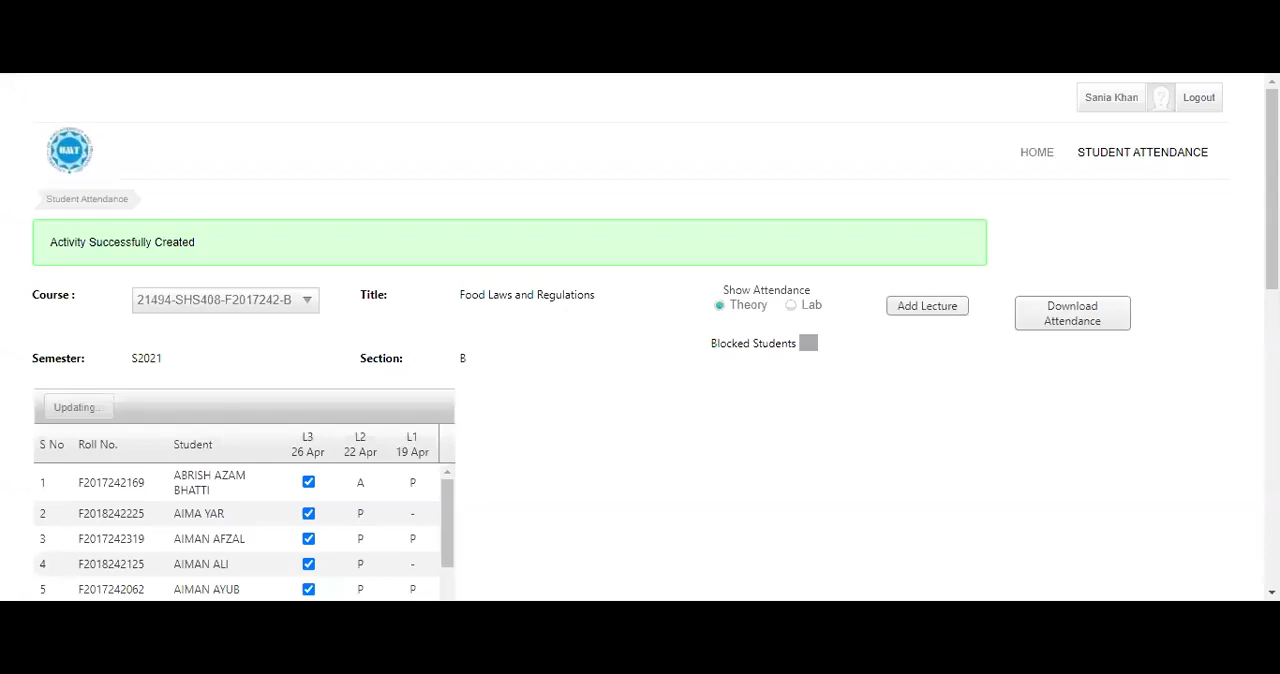 Sania Khan Logout
UMT
HOME STUDENT ATTENDANCE
Student Attendance
Activity Successfully Created
Course : 21494-SHS408-F2017242-B Title: Food Laws and Regulations Show Attendance
Theory Lab Add Lecture Download Attendance
Blocked Students
Semester: S2021 Section: B
Updating...
S No Roll No. Student L3 26 Apr L2 22 Apr L1 19 Apr
1 F2017242169 ABRISH AZAM BHATTI A P
2 F2018242225 AIMA YAR P -
3 F2017242319 AIMAN AFZAL P P
4 F2018242125 AIMAN ALI P -
5 F2017242062 AIMAN AYUB P P